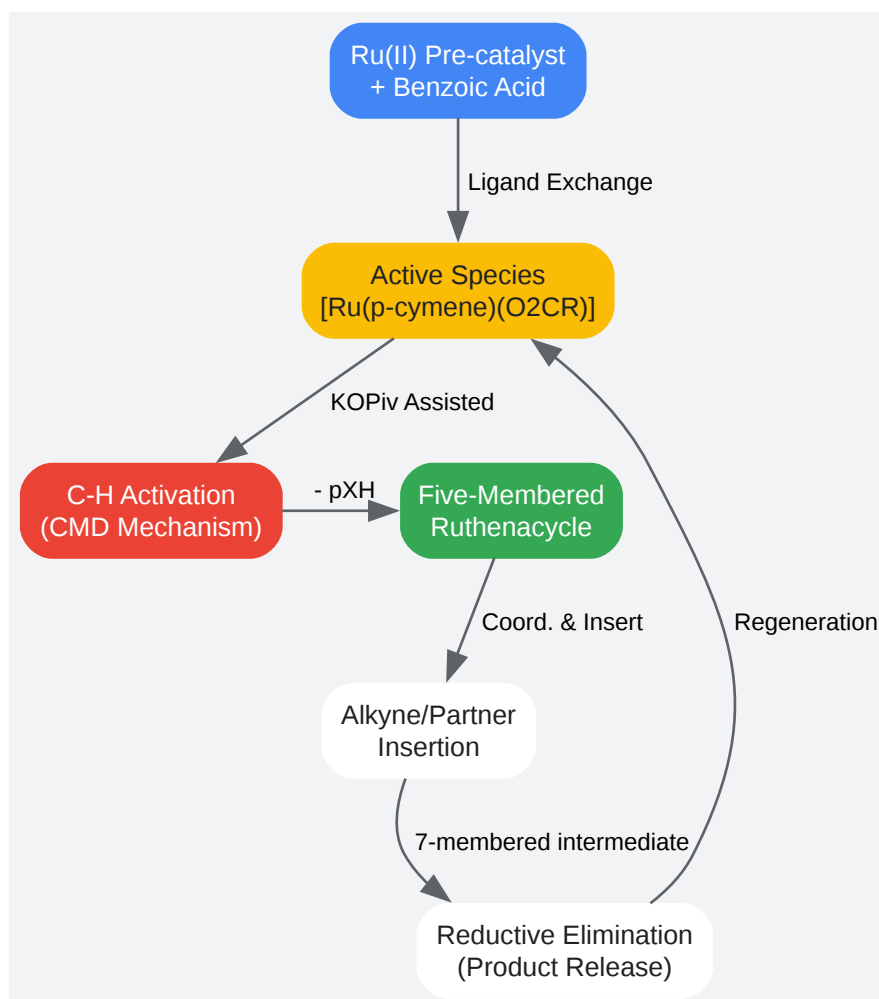 Ru(II) Pre-catalyst
+ Benzoic Acid
Ligand Exchange
Active Species
[Ru(p-cymene)(O2CR)]
KOPiv Assisted
C-H Activation
(CMD Mechanism)
- pXH
Five-Membered
Ruthenacycle
Coord. & Insert
Regeneration
Alkyne/Partner
Insertion
7-membered intermediate
Reductive Elimination
(Product Release)